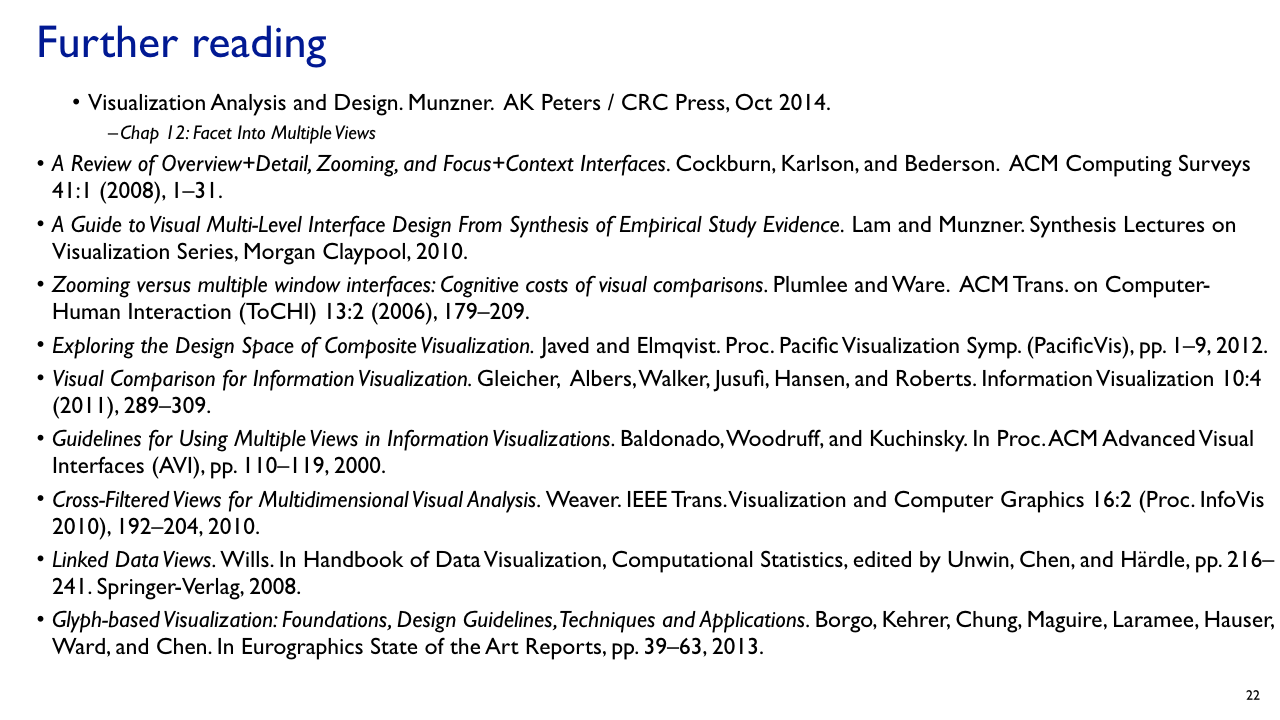 Further reading
• Visualization Analysis and Design. Munzner. AK Peters / CRC Press, Oct 2014.
–Chap 12: Facet Into Multiple Views
• A Review of Overview+Detail, Zooming, and Focus+Context Interfaces. Cockburn, Karlson, and Bederson. ACM Computing Surveys
41:1 (2008), 1–31.
• A Guide to Visual Multi-Level Interface Design From Synthesis of Empirical Study Evidence. Lam and Munzner. Synthesis Lectures on
Visualization Series, Morgan Claypool, 2010.
• Zooming versus multiple window interfaces: Cognitive costs of visual comparisons. Plumlee and Ware. ACM Trans. on Computer-
Human Interaction (ToCHI) 13:2 (2006), 179–209.
• Exploring the Design Space of Composite Visualization. Javed and Elmqvist. Proc. Pacific Visualization Symp. (PacificVis), pp. 1–9, 2012.
• Visual Comparison for Information Visualization. Gleicher, Albers, Walker, Jusufi, Hansen, and Roberts. Information Visualization 10:4
(2011), 289–309.
• Guidelines for Using Multiple Views in Information Visualizations. Baldonado, Woodruff, and Kuchinsky. In Proc. ACM Advanced Visual
Interfaces (AVI), pp. 110–119, 2000.
• Cross-Filtered Views for Multidimensional Visual Analysis. Weaver. IEEE Trans. Visualization and Computer Graphics 16:2 (Proc. InfoVis
2010), 192–204, 2010.
• Linked Data Views. Wills. In Handbook of Data Visualization, Computational Statistics, edited by Unwin, Chen, and Härdle, pp. 216–
241. Springer-Verlag, 2008.
• Glyph-based Visualization: Foundations, Design Guidelines, Techniques and Applications. Borgo, Kehrer, Chung, Maguire, Laramee, Hauser,
Ward, and Chen. In Eurographics State of the Art Reports, pp. 39–63, 2013.
22